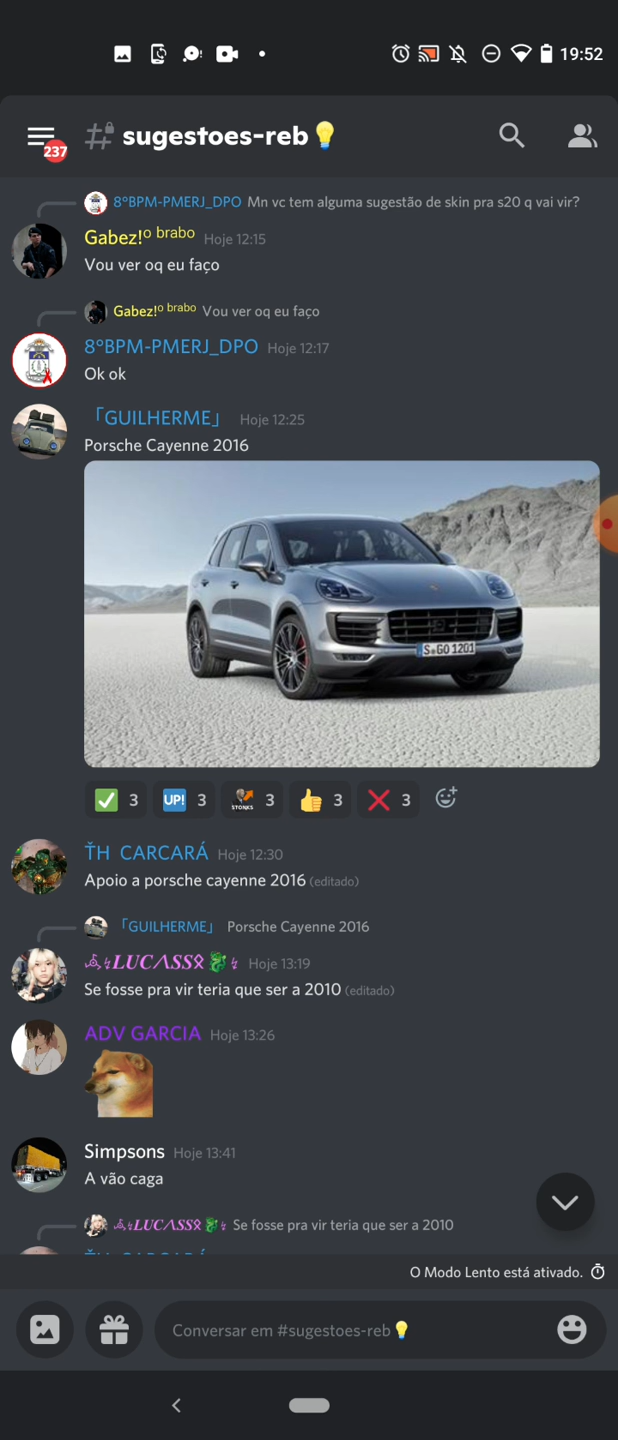 19:52
237
sugestoes-reb💡
8°BPM-PMERJ_DPO Mn vc tem alguma sugestão de skin pra s20 q vai vir?
Gabez!º brabo Hoje 12:15
Vou ver oq eu faço
Gabez!º brabo Vou ver oq eu faço
8°BPM-PMERJ_DPO Hoje 12:17
Ok ok
「GUILHERME」 Hoje 12:25
Porsche Cayenne 2016
S GO 1201
✅ 3 UP! 3 STONKS 3 👍 3 ❌ 3
ŤH CARCARÁ Hoje 12:30
Apoio a porsche cayenne 2016 (editado)
「GUILHERME」 Porsche Cayenne 2016
𝑳𝑼𝑪𝜦𝑺𝑺ᛟ🐉 Hoje 13:19
Se fosse pra vir teria que ser a 2010 (editado)
ADV GARCIA Hoje 13:26
Simpsons Hoje 13:41
A vão caga
𝑳𝑼𝑪𝜦𝑺𝑺ᛟ🐉 Se fosse pra vir teria que ser a 2010
O Modo Lento está ativado.
Conversar em #sugestoes-reb💡